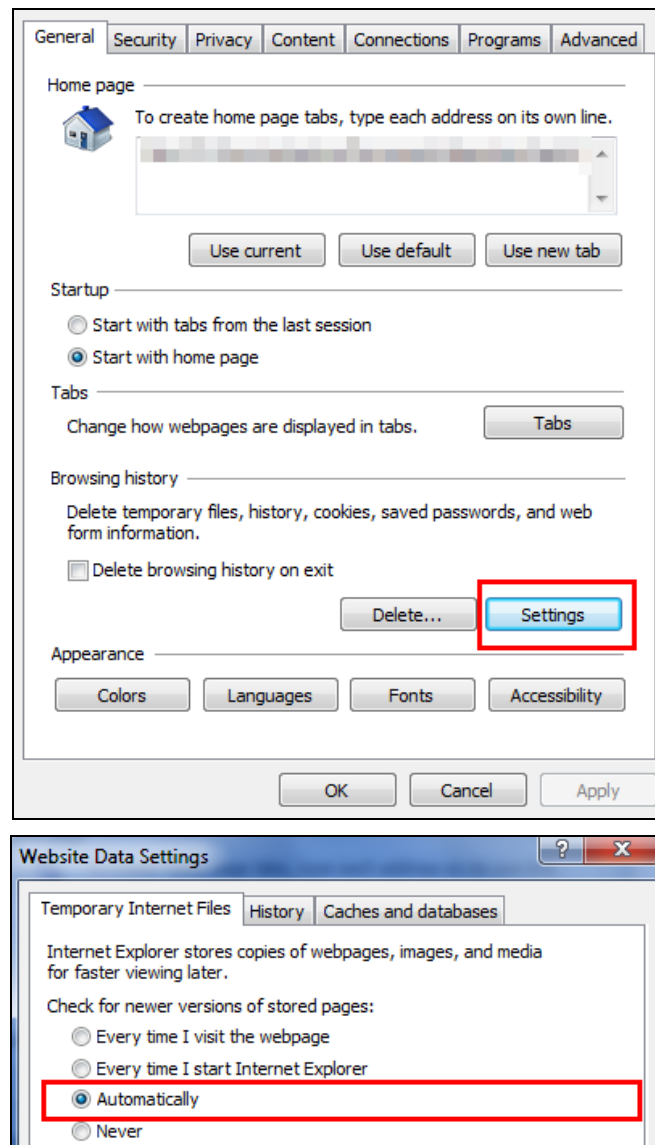 General Security Privacy Content Connections Programs Advanced
Home page
To create home page tabs, type each address on its own line.
Use current Use default Use new tab
Startup
Start with tabs from the last session
Start with home page
Tabs
Change how webpages are displayed in tabs. Tabs
Browsing history
Delete temporary files, history, cookies, saved passwords, and web
form information.
Delete browsing history on exit
Delete... Settings
Appearance
Colors Languages Fonts Accessibility
OK Cancel Apply
Website Data Settings
Temporary Internet Files History Caches and databases
Internet Explorer stores copies of webpages, images, and media
for faster viewing later.
Check for newer versions of stored pages:
Every time I visit the webpage
Every time I start Internet Explorer
Automatically
Never